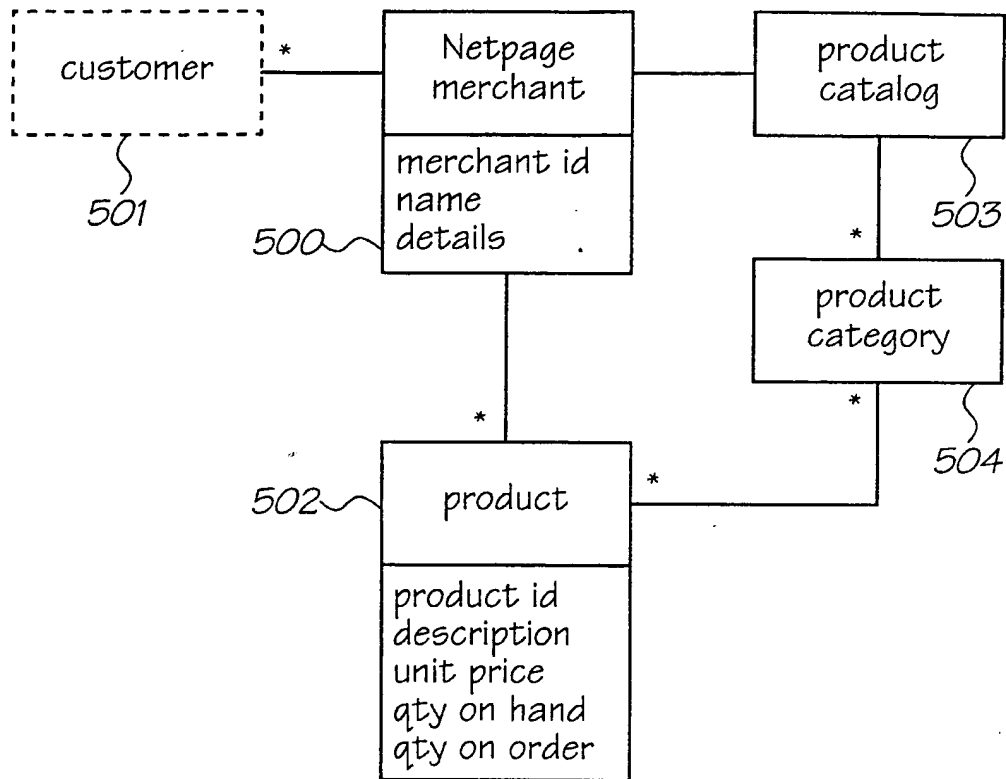 customer
*
Netpage
merchant
product
catalog
merchant id
name
details
501
500
503
*
product
category
*
*
504
502
product
*
product id
description
unit price
qty on hand
qty on order